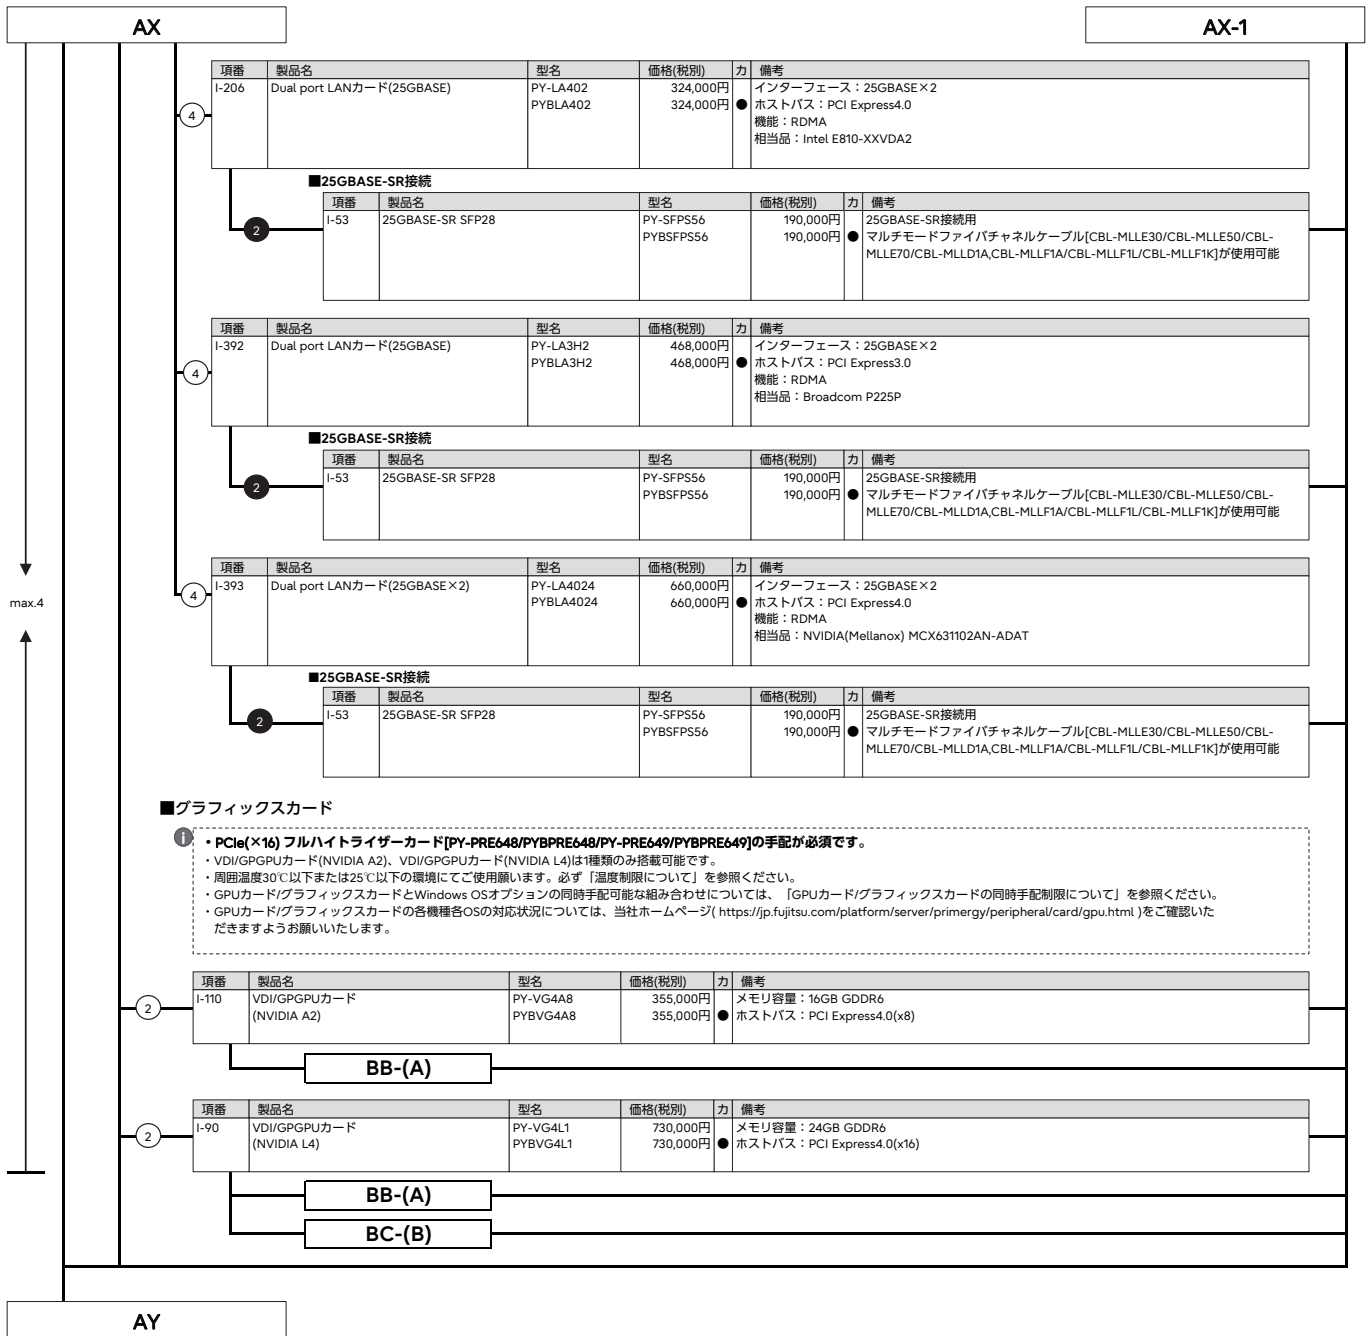 AX
AX-1
項番 製品名 型名 価格(税別) カ 備考
I-206 Dual port LANカード(25GBASE) PY-LA402 324,000円 インターフェース：25GBASE×2
PYBLA402 324,000円 ● ホストバス：PCI Express4.0
機能：RDMA
相当品：Intel E810-XXVDA2
4
■25GBASE-SR接続
項番 製品名 型名 価格(税別) カ 備考
I-53 25GBASE-SR SFP28 PY-SFPS56 190,000円 25GBASE-SR接続用
2 PYBSFPS56 190,000円 ● マルチモードファイバチャネルケーブル[CBL-MLLE30/CBL-MLLE50/CBL-
MLLE70/CBL-MLLD1A,CBL-MLLF1A/CBL-MLLF1L/CBL-MLLF1K]が使用可能
項番 製品名 型名 価格(税別) カ 備考
I-392 Dual port LANカード(25GBASE) PY-LA3H2 468,000円 インターフェース：25GBASE×2
PYBLA3H2 468,000円 ● ホストバス：PCI Express3.0
4 機能：RDMA
相当品：Broadcom P225P
■25GBASE-SR接続
項番 製品名 型名 価格(税別) カ 備考
I-53 25GBASE-SR SFP28 PY-SFPS56 190,000円 25GBASE-SR接続用
2 PYBSFPS56 190,000円 ● マルチモードファイバチャネルケーブル[CBL-MLLE30/CBL-MLLE50/CBL-
MLLE70/CBL-MLLD1A,CBL-MLLF1A/CBL-MLLF1L/CBL-MLLF1K]が使用可能
項番 製品名 型名 価格(税別) カ 備考
I-393 Dual port LANカード(25GBASE×2) PY-LA4024 660,000円 インターフェース：25GBASE×2
4 PYBLA4024 660,000円 ● ホストバス：PCI Express4.0
max.4
機能：RDMA
相当品：NVIDIA(Mellanox) MCX631102AN-ADAT
■25GBASE-SR接続
項番 製品名 型名 価格(税別) カ 備考
I-53 25GBASE-SR SFP28 PY-SFPS56 190,000円 25GBASE-SR接続用
2 PYBSFPS56 190,000円 ● マルチモードファイバチャネルケーブル[CBL-MLLE30/CBL-MLLE50/CBL-
MLLE70/CBL-MLLD1A,CBL-MLLF1A/CBL-MLLF1L/CBL-MLLF1K]が使用可能
■グラフィックスカード
・PCIe(×16) フルハイトライザーカード[PY-PRE648/PYBPRE648/PY-PRE649/PYBPRE649]の手配が必須です。
・VDI/GPGPUカード(NVIDIA A2)、VDI/GPGPUカード(NVIDIA L4)は1種類のみ搭載可能です。
・周囲温度30℃以下または25℃以下の環境にてご使用願います。必ず「温度制限について」を参照ください。
・GPUカード/グラフィックスカードとWindows OSオプションの同時手配可能な組み合わせについては、「GPUカード/グラフィックスカードの同時手配制限について」を参照ください。
・GPUカード/グラフィックスカードの各機種各OSの対応状況については、当社ホームページ( https://jp.fujitsu.com/platform/server/primergy/peripheral/card/gpu.html )をご確認いた
だきますようお願いいたします。
項番 製品名 型名 価格(税別) カ 備考
I-110 VDI/GPGPUカード PY-VG4A8 355,000円 メモリ容量：16GB GDDR6
2 (NVIDIA A2) PYBVG4A8 355,000円 ● ホストバス：PCI Express4.0(x8)
BB-(A)
項番 製品名 型名 価格(税別) カ 備考
I-90 VDI/GPGPUカード PY-VG4L1 730,000円 メモリ容量：24GB GDDR6
2 (NVIDIA L4) PYBVG4L1 730,000円 ● ホストバス：PCI Express4.0(x16)
BB-(A)
BC-(B)
AY